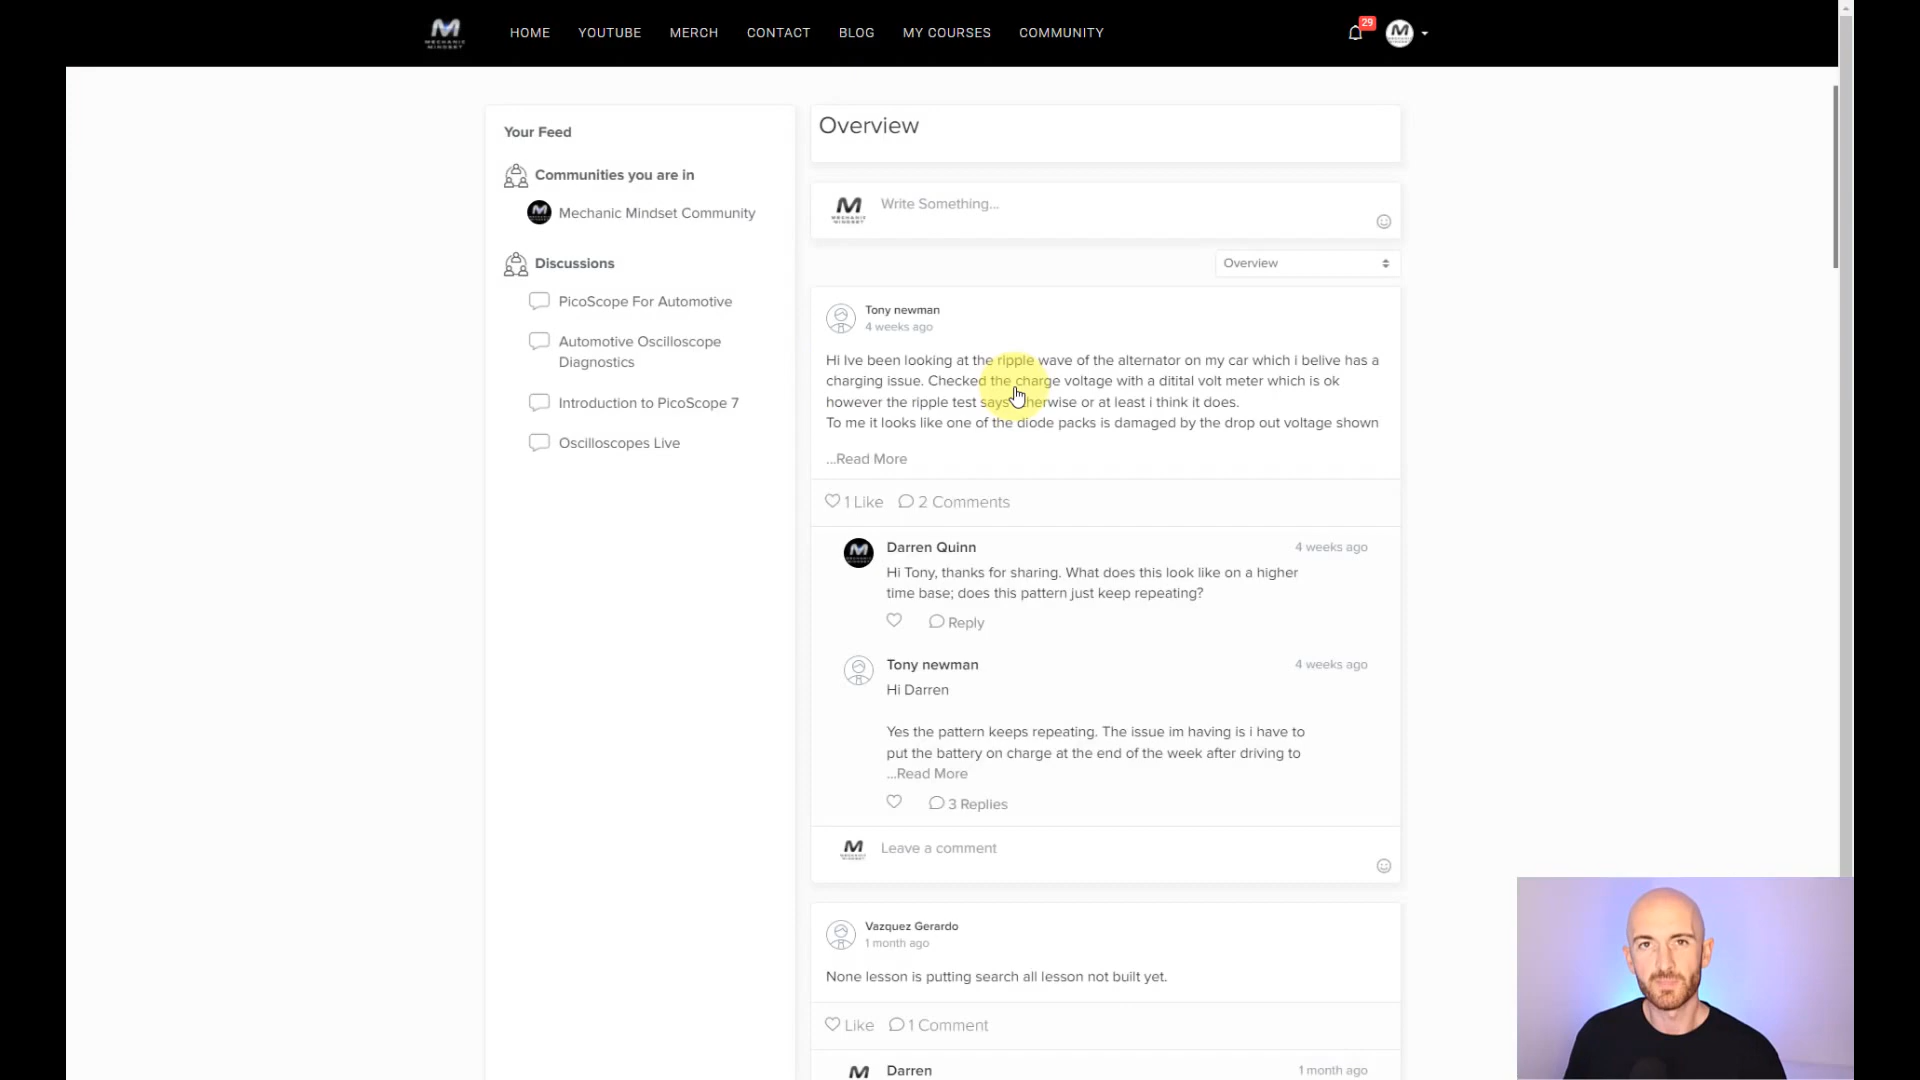 MECHANIC
MINDSET
HOME
YOUTUBE
MERCH
CONTACT
BLOG
MY COURSES
COMMUNITY
29
Your Feed
Communities you are in
Mechanic Mindset Community
Discussions
PicoScope For Automotive
Automotive Oscilloscope
Diagnostics
Introduction to PicoScope 7
Oscilloscopes Live
Overview
Write Something...
Overview
Tony newman
4 weeks ago
Hi Ive been looking at the ripple wave of the alternator on my car which i belive has a
charging issue. Checked the charge voltage with a ditital volt meter which is ok
however the ripple test says otherwise or at least i think it does.
To me it looks like one of the diode packs is damaged by the drop out voltage shown
...Read More
1 Like
2 Comments
Darren Quinn
4 weeks ago
Hi Tony, thanks for sharing. What does this look like on a higher
time base; does this pattern just keep repeating?
Reply
Tony newman
4 weeks ago
Hi Darren
Yes the pattern keeps repeating. The issue im having is i have to
put the battery on charge at the end of the week after driving to
...Read More
3 Replies
Leave a comment
Vazquez Gerardo
1 month ago
None lesson is putting search all lesson not built yet.
Like
1 Comment
Darren
1 month ago